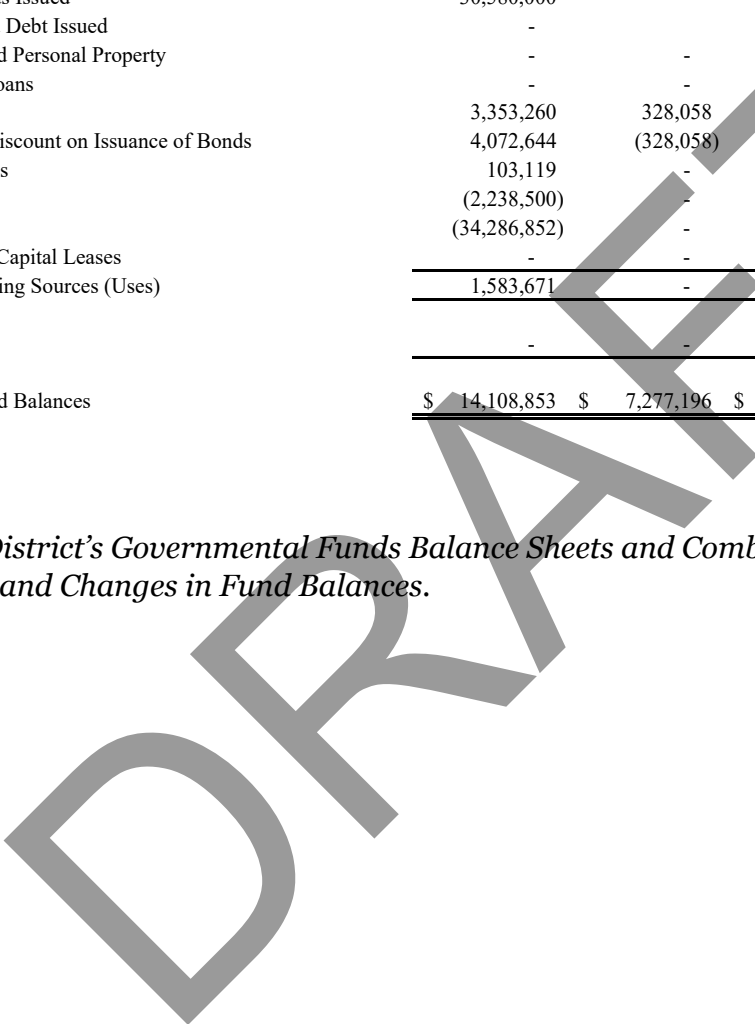 Debt Issued -
d Personal Property - -
oans - -
3,353,260 328,058
iscount on Issuance of Bonds 4,072,644 (328,058)
s 103,119 -
(2,238,500) -
(34,286,852) -
Capital Leases - -
ing Sources (Uses) 1,583,671 -
- -
d Balances $ 14,108,853 $ 7,277,196 $
District's Governmental Funds Balance Sheets and Comb
and Changes in Fund Balances.
DRAFT